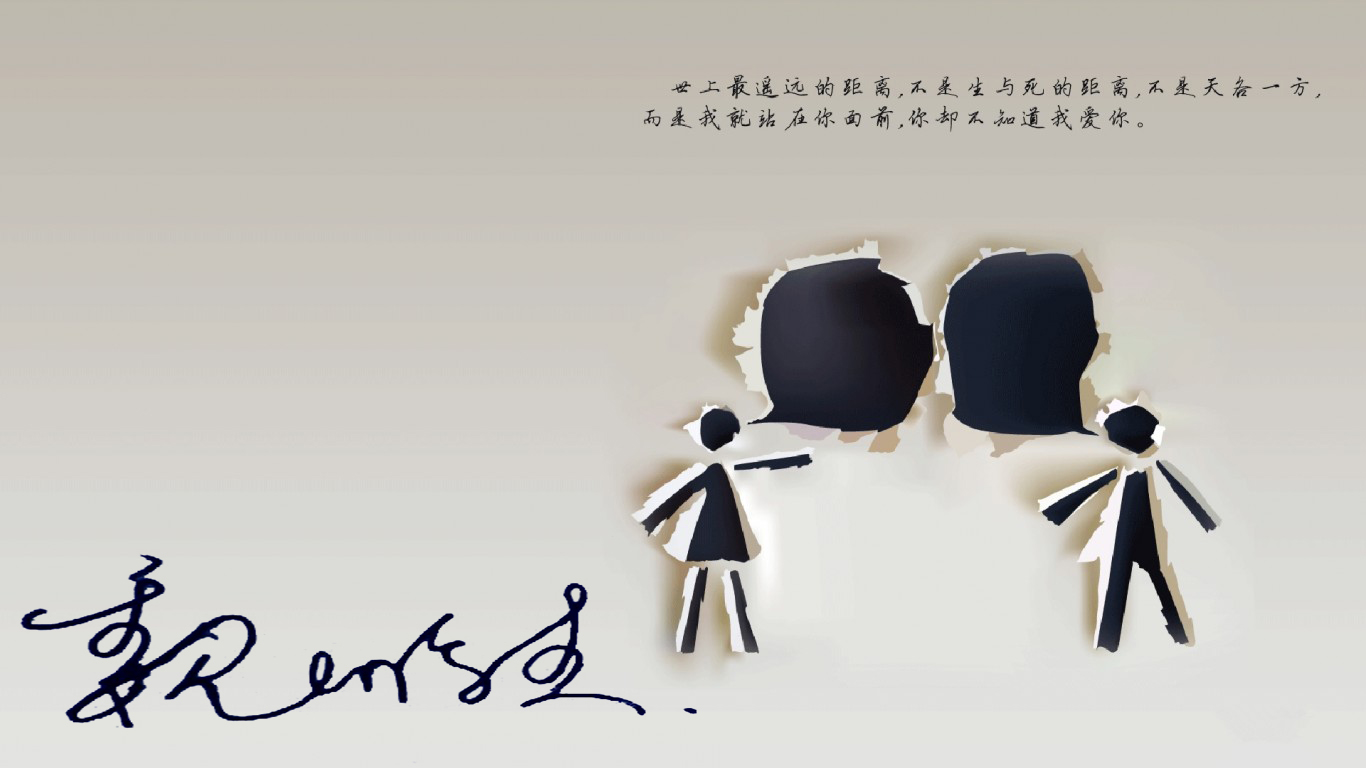 世上最遥远的距离,不是生与死的距离,不是天各一方,
而是我就站在你面前,你却不知道我爱你。